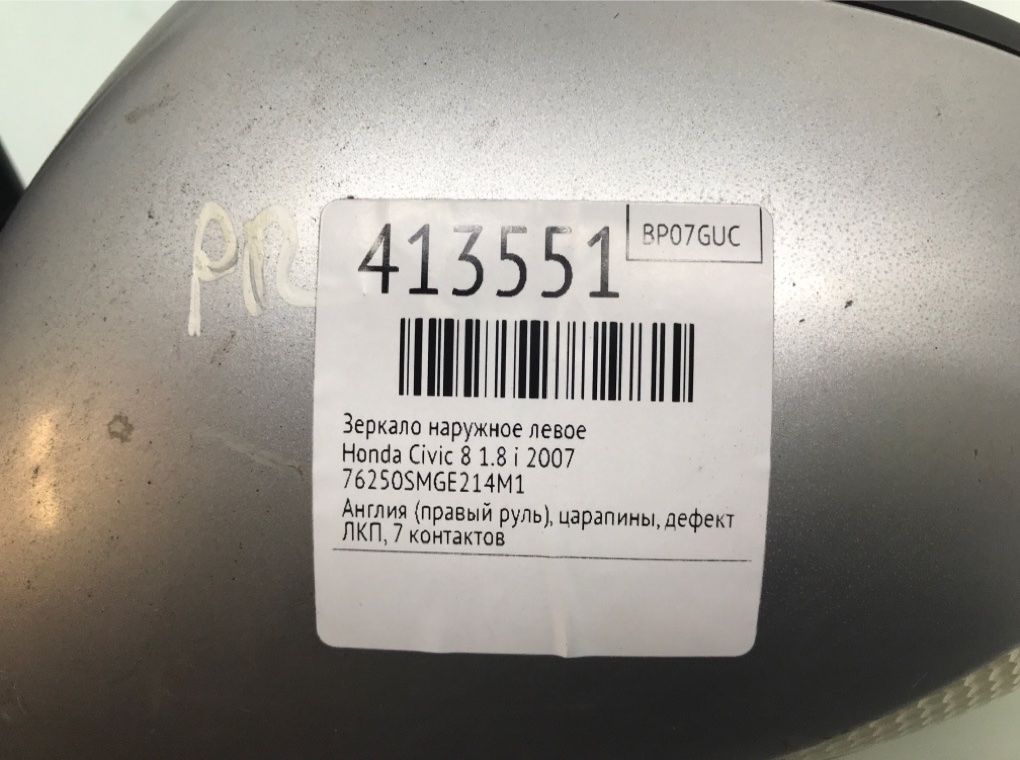 PR
413551
BP07GUC
Зеркало наружное левое
Honda Civic 8 1.8 i 2007
76250SMGE214M1
Англия (правый руль), царапины, дефект
ЛКП, 7 контактов